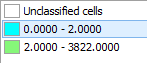 Unclassified cells
0.0000 - 2.0000
2.0000 - 3822.0000